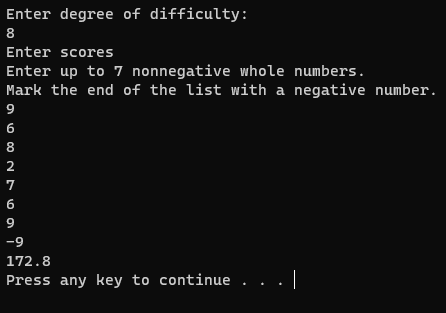 Enter degree of difficulty:
8
Enter scores
Enter up to 7 nonnegative whole numbers.
Mark the end of the list with a negative number.
9
6
8
2
7
6
9
-9
172.8
Press any key to continue . . .